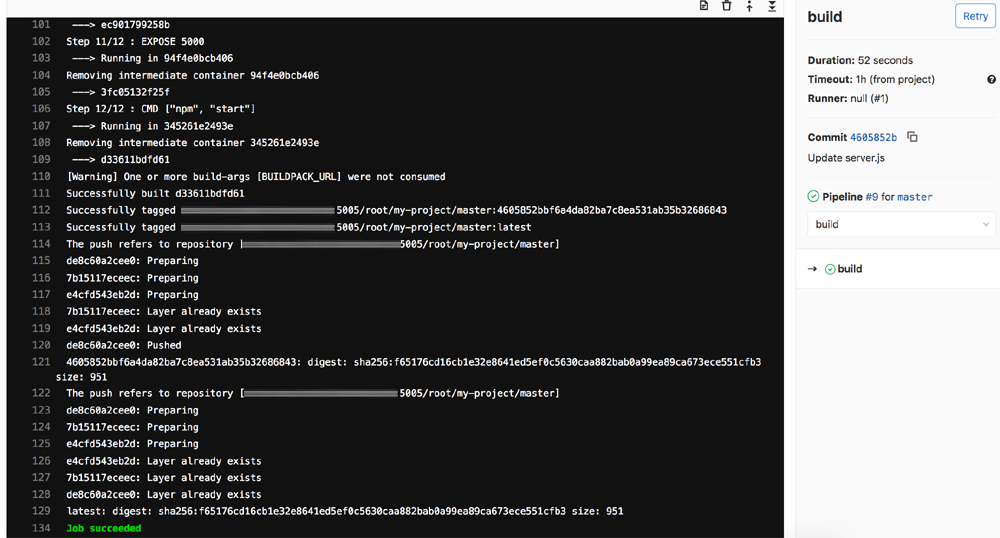 101 ---> ec901799258b
102 Step 11/12 : EXPOSE 5000
103 ---> Running in 94f4e0bcb406
104 Removing intermediate container 94f4e0bcb406
105 ---> 3fc05132f25f
106 Step 12/12 : CMD ["npm", "start"]
107 ---> Running in 345261e2493e
108 Removing intermediate container 345261e2493e
109 ---> d33611bdfd61
110 [Warning] One or more build-args [BUILDPACK_URL] were not consumed
111 Successfully built d33611bdfd61
112 Successfully tagged 5005/root/my-project/master:4605852bbf6a4da82ba7c8ea531ab35b32686843
113 Successfully tagged 5005/root/my-project/master:latest
114 The push refers to repository [5005/root/my-project/master]
115 de8c60a2cee0: Preparing
116 7b15117eceec: Preparing
117 e4cfd543eb2d: Preparing
118 7b15117eceec: Layer already exists
119 e4cfd543eb2d: Layer already exists
120 de8c60a2cee0: Pushed
121 4605852bbf6a4da82ba7c8ea531ab35b32686843: digest: sha256:f65176cd16cb1e32e8641ed5ef0c5630caa882bab0a99ea89ca673ece551cfb3
size: 951
122 The push refers to repository [5005/root/my-project/master]
123 de8c60a2cee0: Preparing
124 7b15117eceec: Preparing
125 e4cfd543eb2d: Preparing
126 e4cfd543eb2d: Layer already exists
127 7b15117eceec: Layer already exists
128 de8c60a2cee0: Layer already exists
129 latest: digest: sha256:f65176cd16cb1e32e8641ed5ef0c5630caa882bab0a99ea89ca673ece551cfb3 size: 951
134 Job succeeded
build
Retry
Duration: 52 seconds
Timeout: 1h (from project)
Runner: null (#1)
Commit 4605852b
Update server.js
Pipeline #9 for master
build
→ build